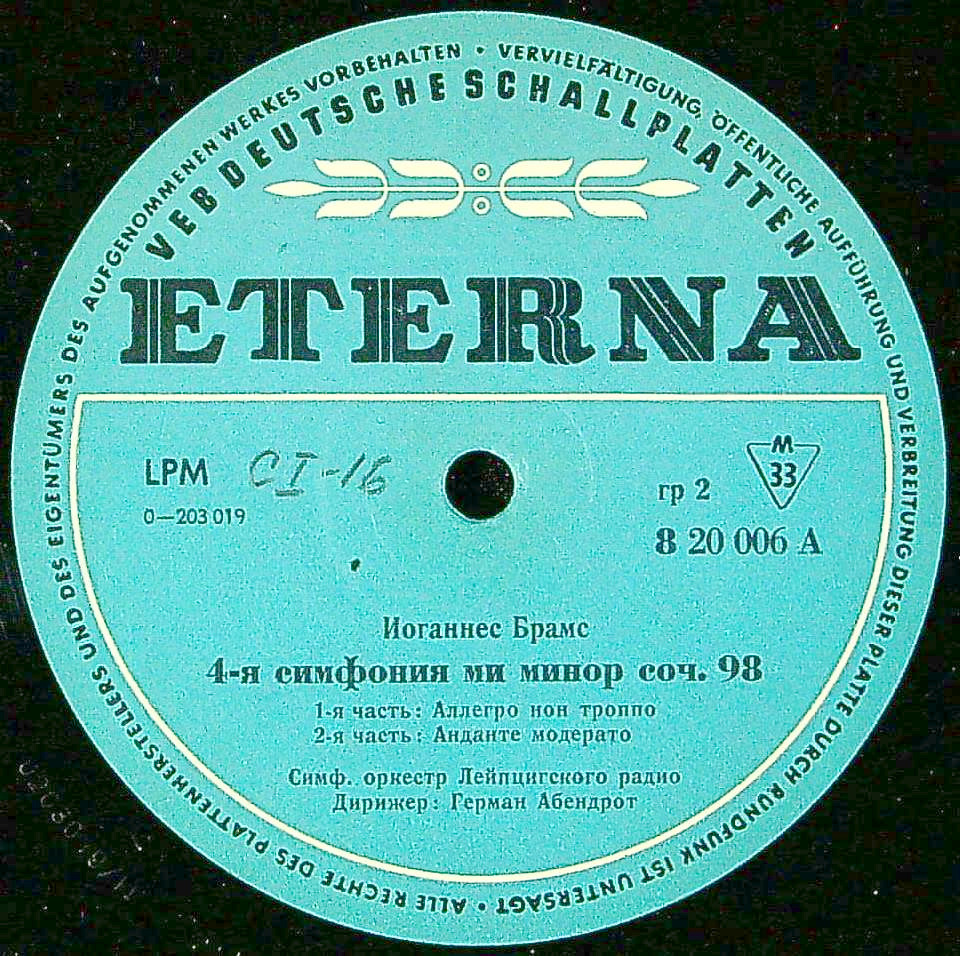 ALLE RECHTE DES PLATTENHERSTELLERS UND DES EIGENTÜMERS DES AUFGENOMMENEN WERKES VORBEHALTEN • VERVIELFÄLTIGUNG, ÖFFENTLICHE AUFFÜHRUNG UND VERBREITUNG DIESER PLATTE DURCH RUNDFUNK IST UNTERSAGT •
VEB DEUTSCHE SCHALLPLATTEN
ETERNA
LPM CI-16
0—203 019
M
33
гр 2
8 20 006 A
Иоганнес Брамс
4-я симфония ми минор соч. 98
1-я часть: Аллегро нон троппо
2-я часть: Анданте модерато
Симф. оркестр Лейпцигского радио
Дирижер: Герман Абендрот